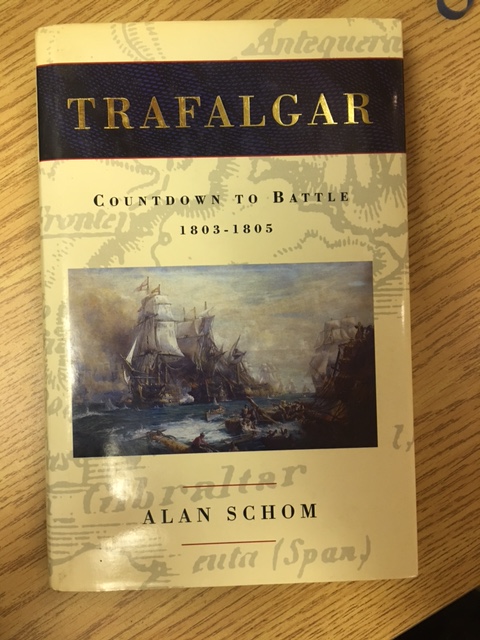 Antequera
TRAFALGAR
COUNTDOWN TO BATTLE
1803-1805
Gibraltar
ALAN SCHOM
euta (Span)